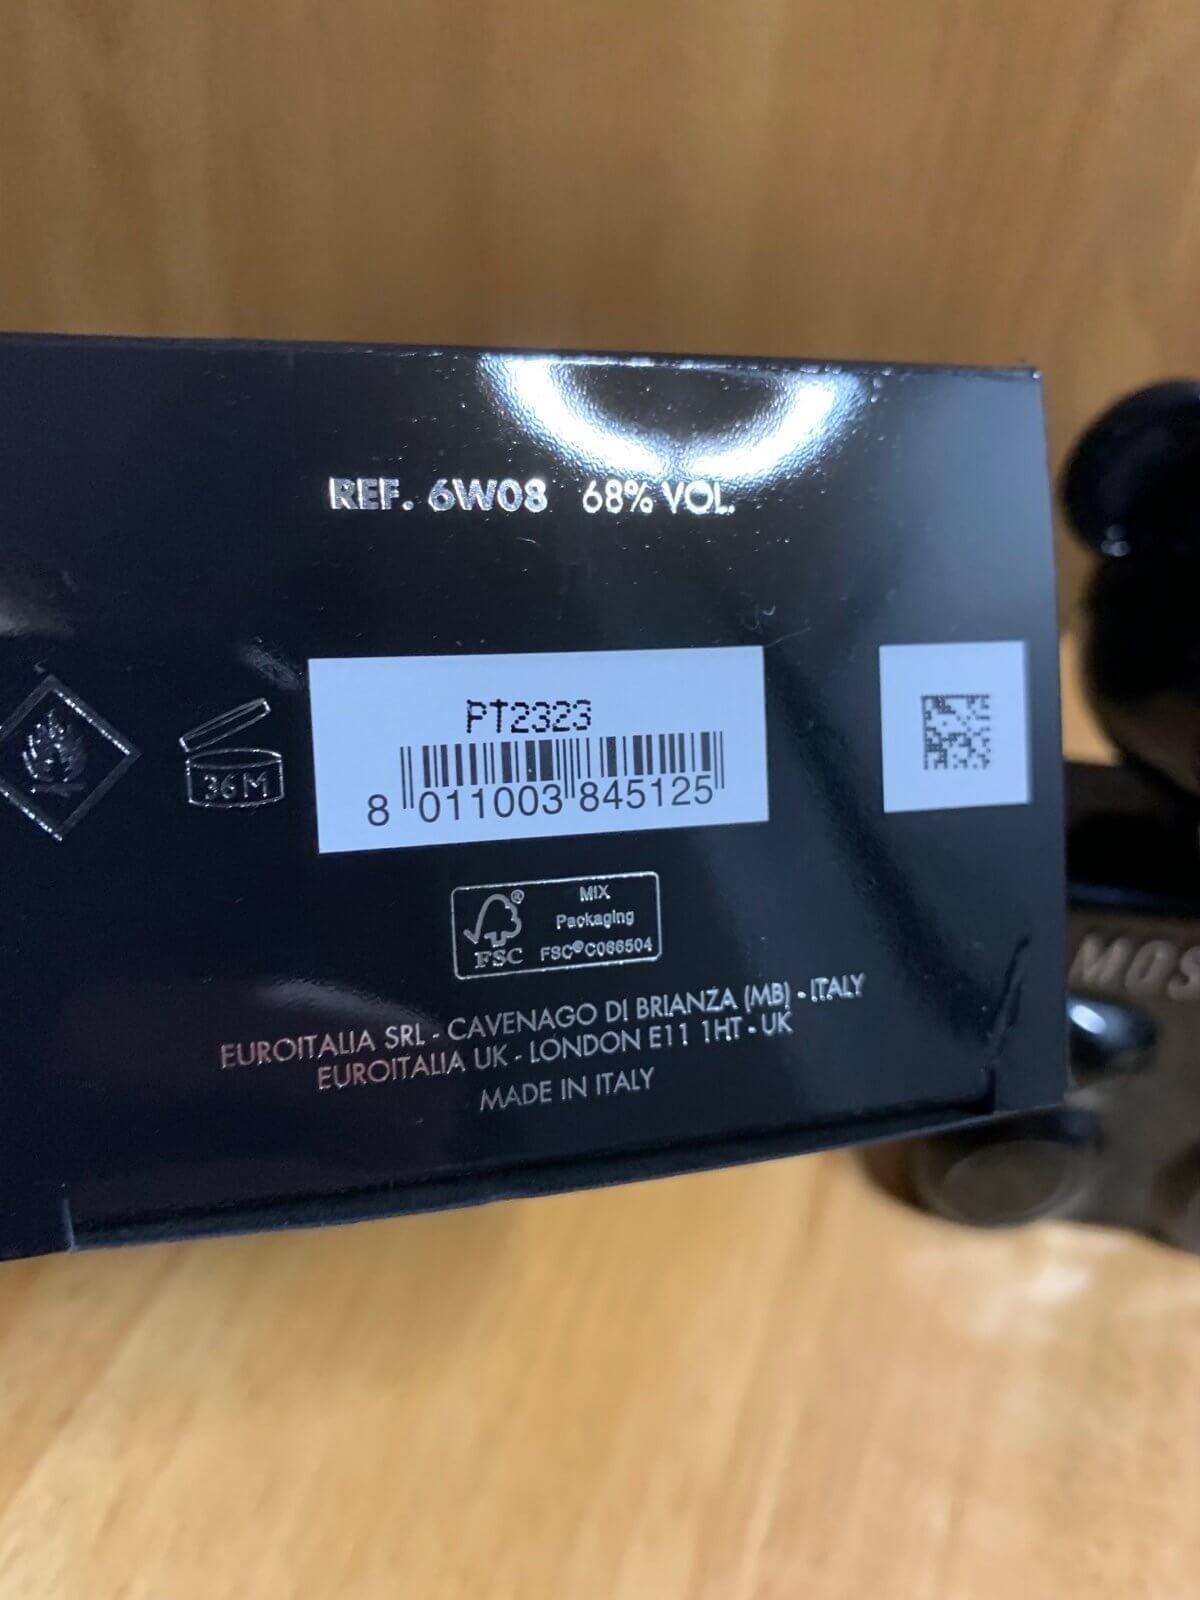 REF. 6W08 68% VOL.
36M
PT2323
8 011003 845125
MIX
Packaging
FSC® C066504
FSC
EUROITALIA SRL - CAVENAGO DI BRIANZA (MB) - ITALY
EUROITALIA UK - LONDON E11 1HT - UK
MADE IN ITALY
MOS